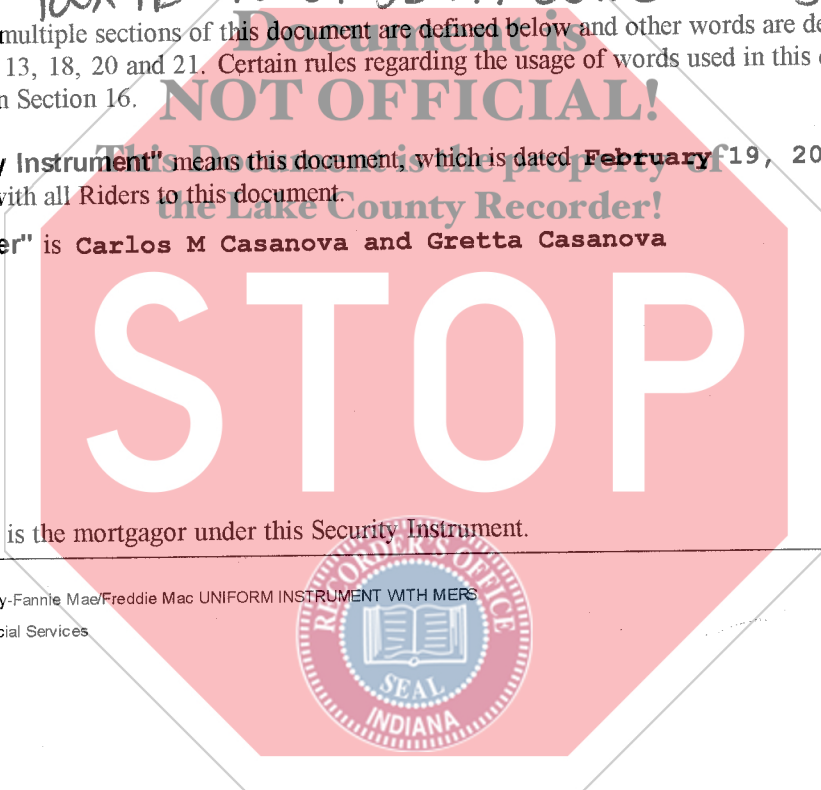 multiple sections of this document are defined below and other words are de
Document is
13, 18, 20 and 21. Certain rules regarding the usage of words used in this
n Section 16.
NOT OFFICIAL!
y Instrument" means this document, which is dated February 19, 20
This Document is the property of
with all Riders to this document.
the Lake County Recorder!
er" is Carlos M Casanova and Gretta Casanova
STOP
is the mortgagor under this Security Instrument.
y-Fannie Mae/Freddie Mac UNIFORM INSTRUMENT WITH MERS
cial Services
RECORDER'S OFFICE
SEAL
INDIANA